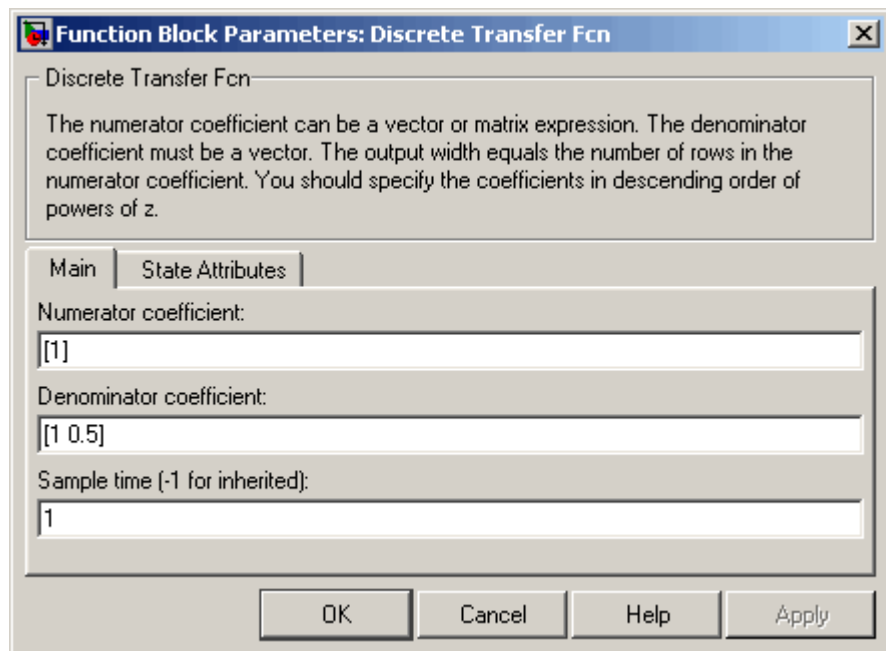 Function Block Parameters: Discrete Transfer Fcn
Discrete Transfer Fcn
The numerator coefficient can be a vector or matrix expression. The denominator
coefficient must be a vector. The output width equals the number of rows in the
numerator coefficient. You should specify the coefficients in descending order of
powers of z.
Main State Attributes
Numerator coefficient:
[1]
Denominator coefficient:
[1 0.5]
Sample time (-1 for inherited):
1
OK Cancel Help Apply